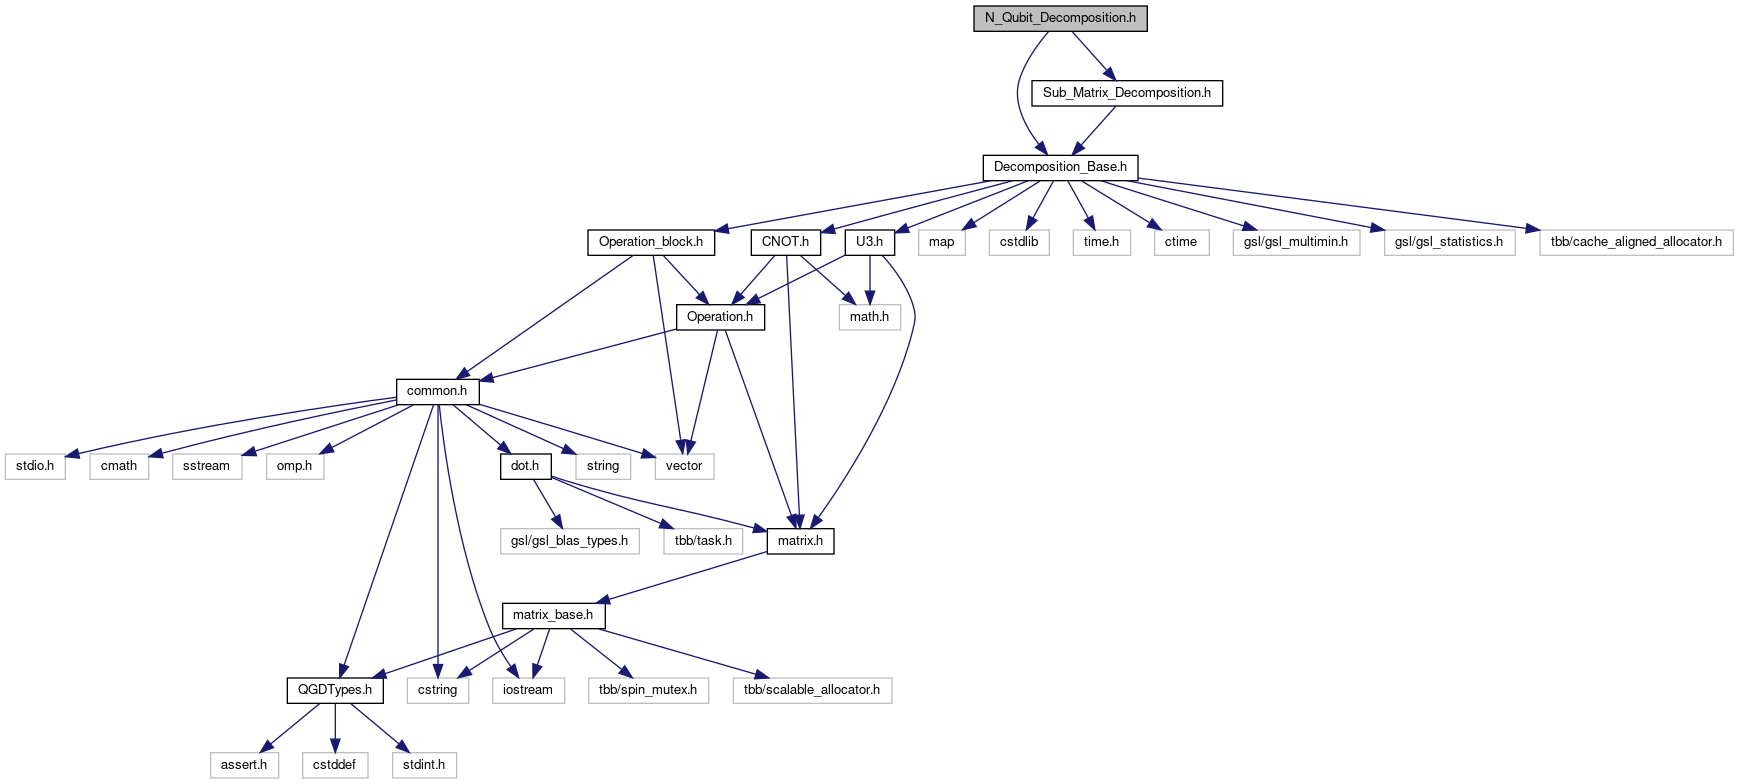 N_Qubit_Decomposition.h
Sub_Matrix_Decomposition.h
Decomposition_Base.h
Operation_block.h
CNOT.h
U3.h
map
cstdlib
time.h
ctime
gsl/gsl_multimin.h
gsl/gsl_statistics.h
tbb/cache_aligned_allocator.h
Operation.h
math.h
common.h
stdio.h
cmath
sstream
omp.h
dot.h
string
vector
gsl/gsl_blas_types.h
tbb/task.h
matrix.h
matrix_base.h
QGDTypes.h
cstring
iostream
tbb/spin_mutex.h
tbb/scalable_allocator.h
assert.h
cstddef
stdint.h